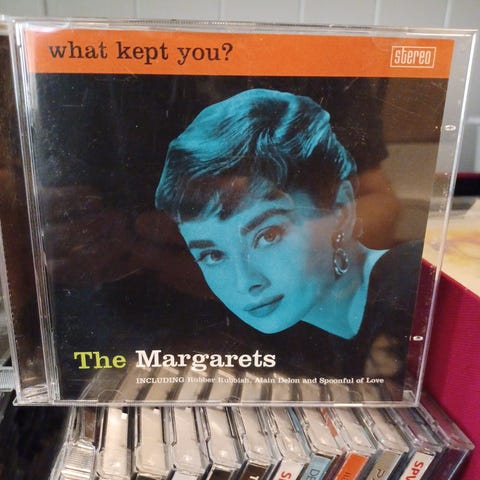 what kept you?
stereo
The Margarets
INCLUDING Rubber Rubbish, Alain Delon and Spoonful of Love